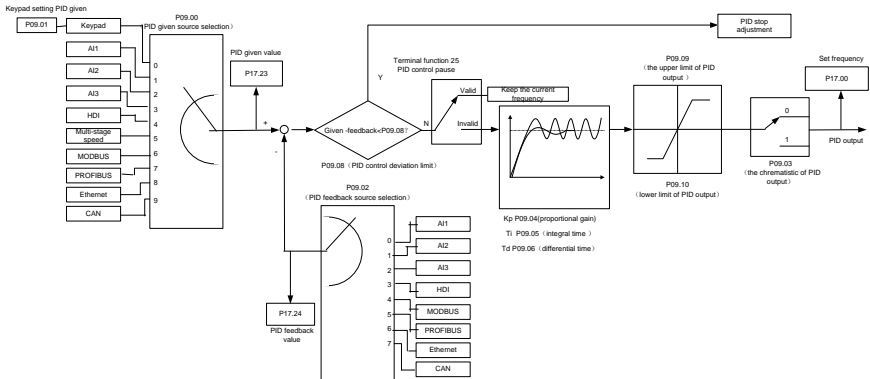 Keypad setting PID given
P09.01
Keypad
AI1
AI2
AI3
HDI
Multi-stage
speed
MODBUS
PROFIBUS
Ethernet
CAN
P09.00
(PID given source selection)
0
1
2
3
4
5
6
7
8
9
PID given value
P17.23
+
-
Given -feedback<P09.08?
Y
N
P09.08 (PID control deviation limit)
Terminal function 25
PID control pause
Valid
Invalid
Keep the current
frequency
PID stop
adjustment
Kp P09.04(proportional gain)
Ti P09.05 (integral time )
Td P09.06 (differential time)
P09.09
(the upper limit of PID
output)
P09.10
(lower limit of PID output)
Set frequency
P17.00
0
1
PID output
P09.03
(the chrematistic of PID
output)
P09.02
(PID feedback source selection)
0
1
2
3
4
5
6
7
AI1
AI2
AI3
HDI
MODBUS
PROFIBUS
Ethernet
CAN
P17.24
PID feedback
value